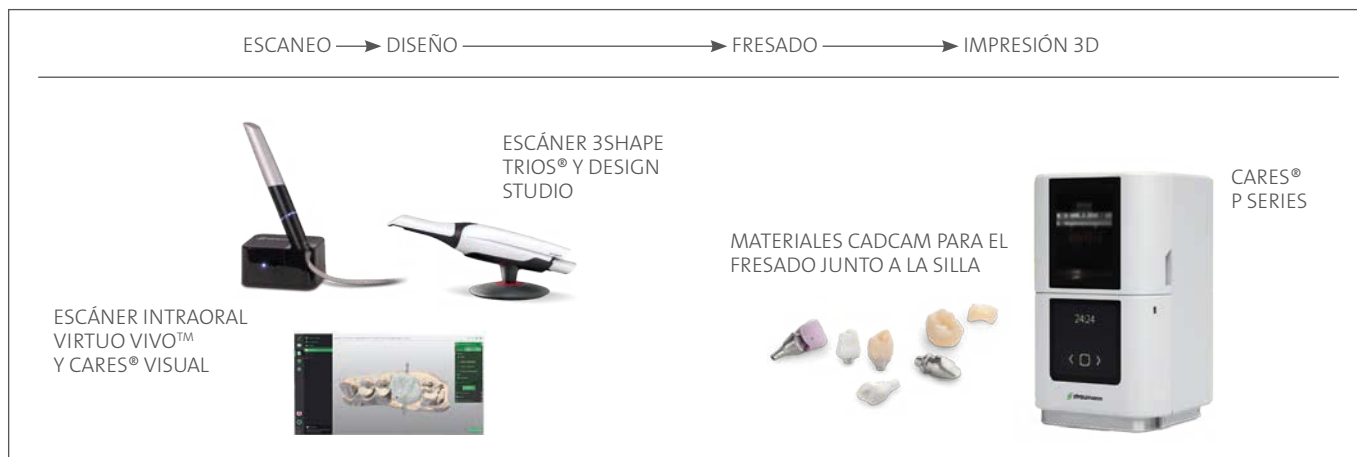 ESCANEO
DISEÑO
FRESADO
IMPRESIÓN 3D
ESCÁNER 3SHAPE
TRIOS® Y DESIGN
STUDIO
CARES®
P SERIES
MATERIALES CADCAM PARA EL
FRESADO JUNTO A LA SILLA
ESCÁNER INTRAORAL
VIRTUO VIVO™
Y CARES® VISUAL
24:24
straumann